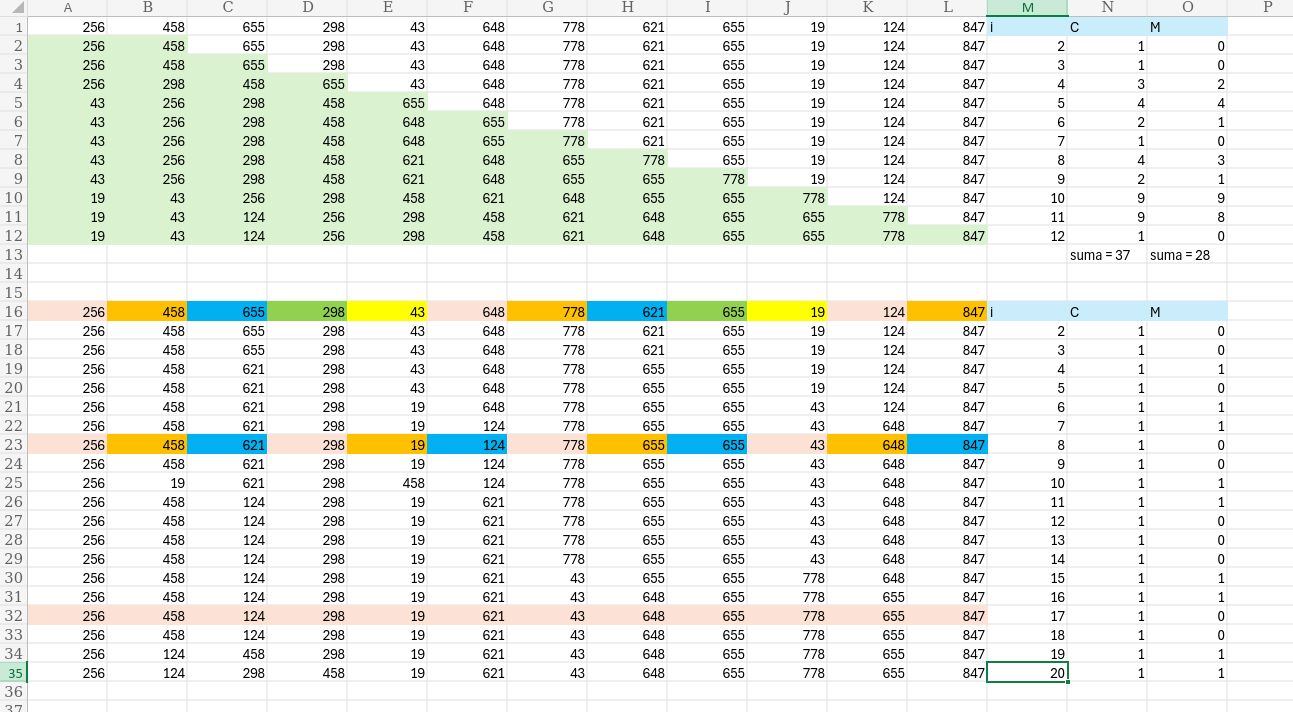 A B C D E F G H I J K L M N O P
1 256 458 655 298 43 648 778 621 655 19 124 847 i C M
2 256 458 655 298 43 648 778 621 655 19 124 847 2 1 0
3 256 458 655 298 43 648 778 621 655 19 124 847 3 1 0
4 256 298 458 655 43 648 778 621 655 19 124 847 4 3 2
5 43 256 298 458 655 648 778 621 655 19 124 847 5 4 4
6 43 256 298 458 648 655 778 621 655 19 124 847 6 2 1
7 43 256 298 458 648 655 778 621 655 19 124 847 7 1 0
8 43 256 298 458 621 648 655 778 655 19 124 847 8 4 3
9 43 256 298 458 621 648 655 655 778 19 124 847 9 2 1
10 19 43 256 298 458 621 648 655 655 778 124 847 10 9 9
11 19 43 124 256 298 458 621 648 655 655 778 847 11 9 8
12 19 43 124 256 298 458 621 648 655 655 778 847 12 1 0
13 suma = 37 suma = 28
14
15
16 256 458 655 298 43 648 778 621 655 19 124 847 i C M
17 256 458 655 298 43 648 778 621 655 19 124 847 2 1 0
18 256 458 655 298 43 648 778 621 655 19 124 847 3 1 0
19 256 458 621 298 43 648 778 655 655 19 124 847 4 1 1
20 256 458 621 298 43 648 778 655 655 19 124 847 5 1 0
21 256 458 621 298 19 648 778 655 655 43 124 847 6 1 1
22 256 458 621 298 19 124 778 655 655 43 648 847 7 1 1
23 256 458 621 298 19 124 778 655 655 43 648 847 8 1 0
24 256 458 621 298 19 124 778 655 655 43 648 847 9 1 0
25 256 19 621 298 458 124 778 655 655 43 648 847 10 1 1
26 256 458 124 298 19 621 778 655 655 43 648 847 11 1 1
27 256 458 124 298 19 621 778 655 655 43 648 847 12 1 0
28 256 458 124 298 19 621 778 655 655 43 648 847 13 1 0
29 256 458 124 298 19 621 778 655 655 43 648 847 14 1 0
30 256 458 124 298 19 621 43 655 655 778 648 847 15 1 1
31 256 458 124 298 19 621 43 648 655 778 655 847 16 1 1
32 256 458 124 298 19 621 43 648 655 778 655 847 17 1 0
33 256 458 124 298 19 621 43 648 655 778 655 847 18 1 0
34 256 124 458 298 19 621 43 648 655 778 655 847 19 1 1
35 256 124 298 458 19 621 43 648 655 778 655 847 20 1 1
36
37